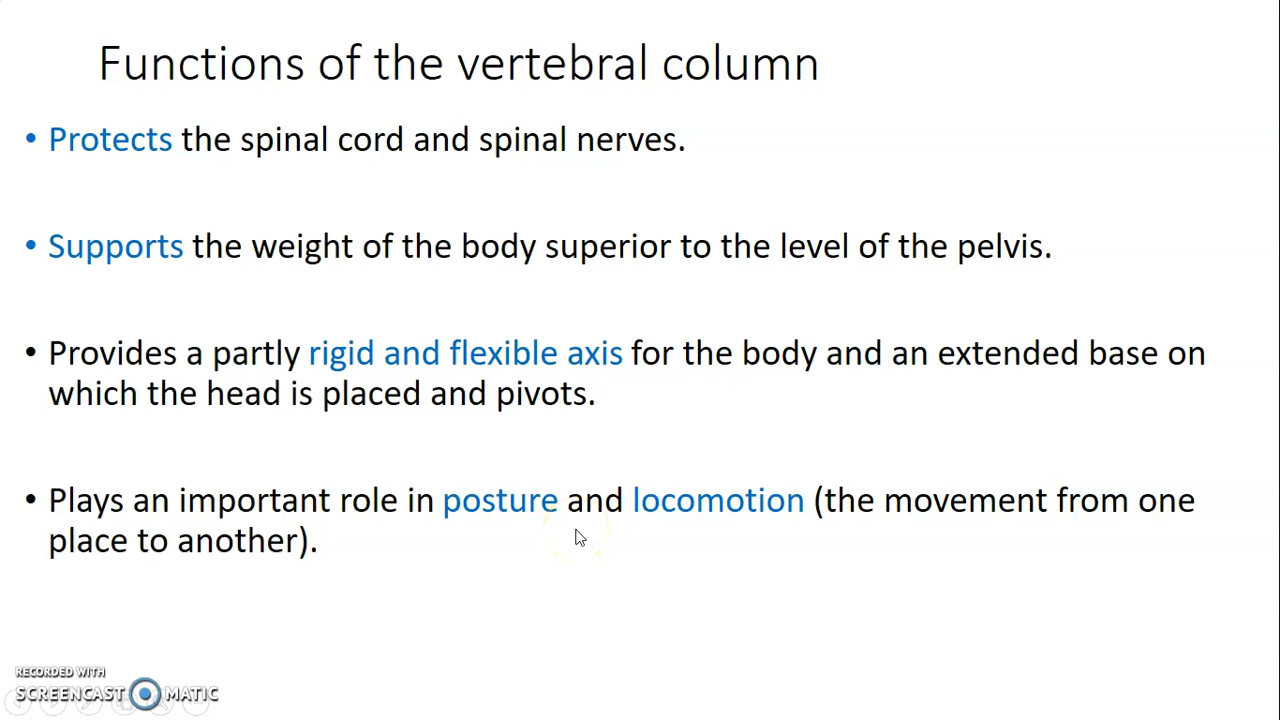 Functions of the vertebral column
• Protects the spinal cord and spinal nerves.
• Supports the weight of the body superior to the level of the pelvis.
• Provides a partly rigid and flexible axis for the body and an extended base on
which the head is placed and pivots.
• Plays an important role in posture and locomotion (the movement from one
place to another).
RECORDED WITH
SCREENCAST MATIC